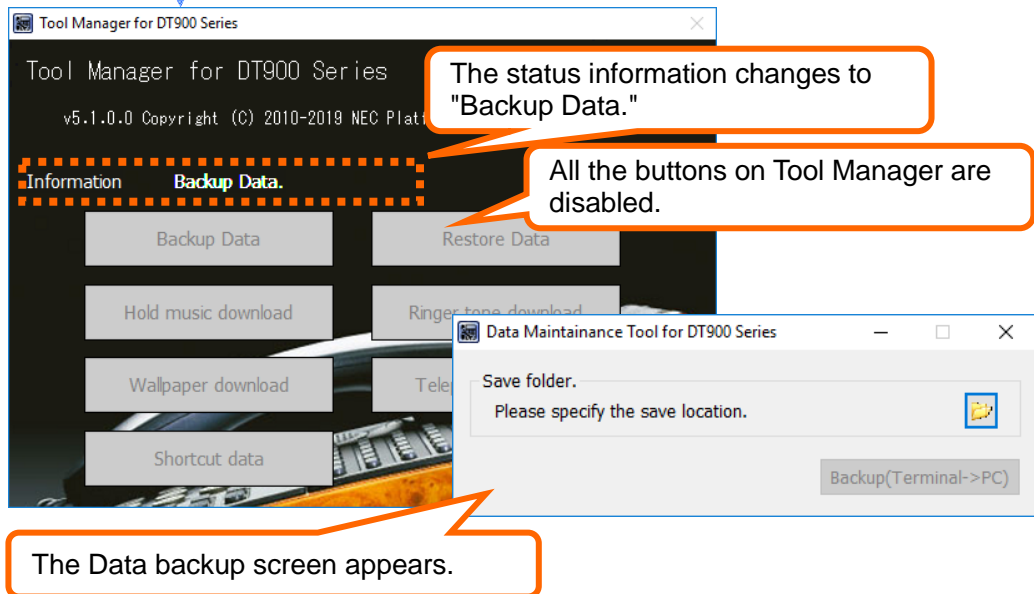 Tool Manager for DT900 Series
Tool Manager for DT900 Series
v5.1.0.0 Copyright (C) 2010-2019 NEC
The status information changes to
"Backup Data."
Information Backup Data.
All the buttons on Tool Manager are
disabled.
Backup Data Restore Data
Hold music download Ringer tone download
Wallpaper download
Shortcut data
Data Maintainance Tool for DT900 Series
Save folder.
Please specify the save location.
Backup(Terminal->PC)
The Data backup screen appears.